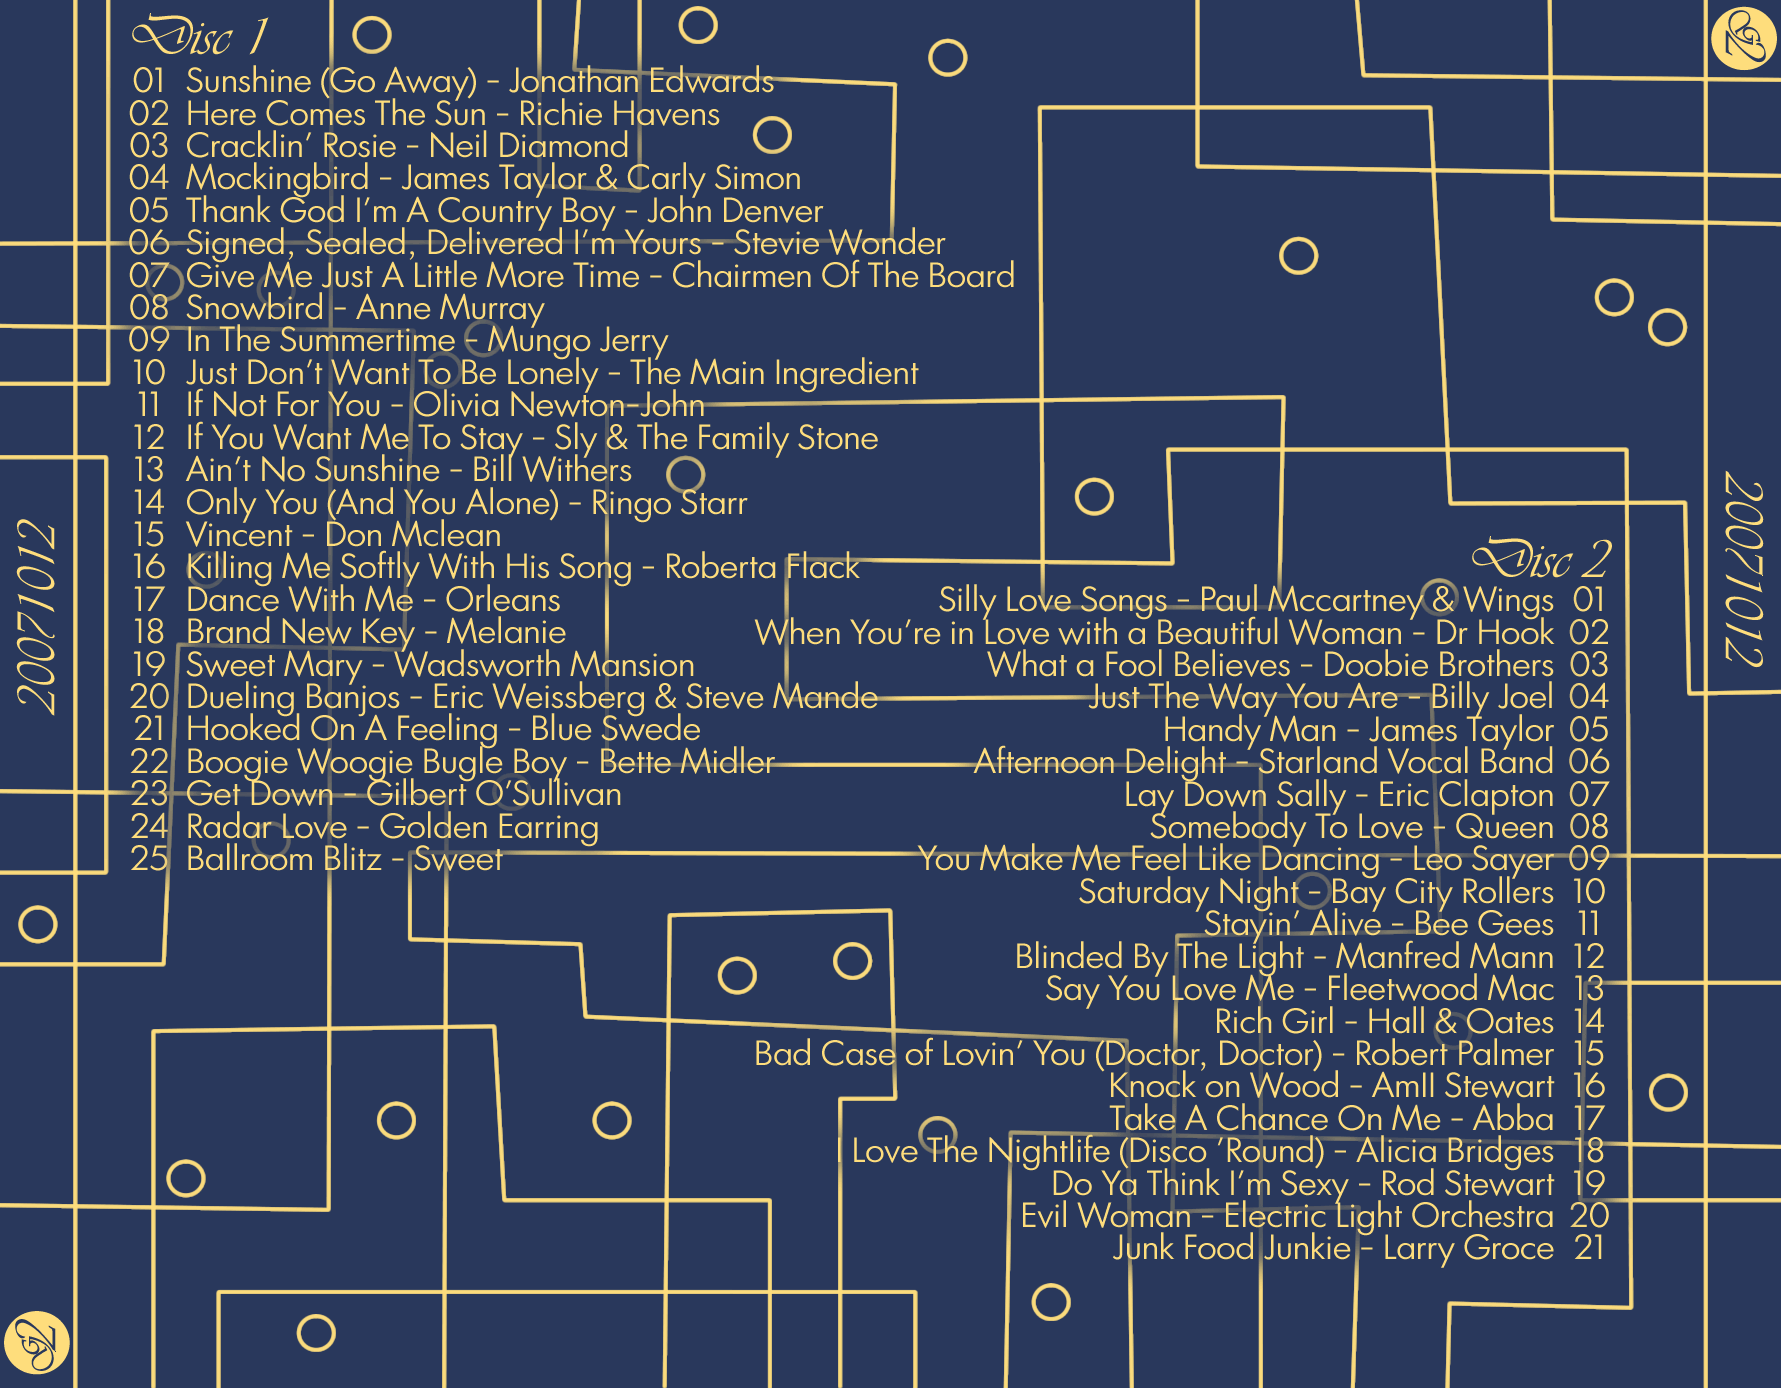 Disc 1
01 Sunshine (Go Away) - Jonathan Edwards
02 Here Comes The Sun - Richie Havens
03 Cracklin' Rosie - Neil Diamond
04 Mockingbird - James Taylor & Carly Simon
05 Thank God I'm A Country Boy - John Denver
06 Signed, Sealed, Delivered I'm Yours - Stevie Wonder
07 Give Me Just A Little More Time - Chairmen Of The Board
08 Snowbird - Anne Murray
09 In The Summertime - Mungo Jerry
10 Just Don't Want To Be Lonely - The Main Ingredient
11 If Not For You - Olivia Newton-John
12 If You Want Me To Stay - Sly & The Family Stone
13 Ain't No Sunshine - Bill Withers
14 Only You (And You Alone) - Ringo Starr
15 Vincent - Don Mclean
16 Killing Me Softly With His Song - Roberta Flack
17 Dance With Me - Orleans
18 Brand New Key - Melanie
19 Sweet Mary - Wadsworth Mansion
20 Dueling Banjos - Eric Weissberg & Steve Mande
21 Hooked On A Feeling - Blue Swede
22 Boogie Woogie Bugle Boy - Bette Midler
23 Get Down - Gilbert O'Sullivan
24 Radar Love - Golden Earring
25 Ballroom Blitz - Sweet
Disc 2
Silly Love Songs - Paul Mccartney & Wings 01
When You're in Love with a Beautiful Woman - Dr Hook 02
What a Fool Believes - Doobie Brothers 03
Just The Way You Are - Billy Joel 04
Handy Man - James Taylor 05
Afternoon Delight - Starland Vocal Band 06
Lay Down Sally - Eric Clapton 07
Somebody To Love - Queen 08
You Make Me Feel Like Dancing - Leo Sayer 09
Saturday Night - Bay City Rollers 10
Stayin' Alive - Bee Gees 11
Blinded By The Light - Manfred Mann 12
Say You Love Me - Fleetwood Mac 13
Rich Girl - Hall & Oates 14
Bad Case of Lovin' You (Doctor, Doctor) - Robert Palmer 15
Knock on Wood - AmII Stewart 16
Take A Chance On Me - Abba 17
I Love The Nightlife (Disco 'Round) - Alicia Bridges 18
Do Ya Think I'm Sexy - Rod Stewart 19
Evil Woman - Electric Light Orchestra 20
Junk Food Junkie - Larry Groce 21
20071012
20071012